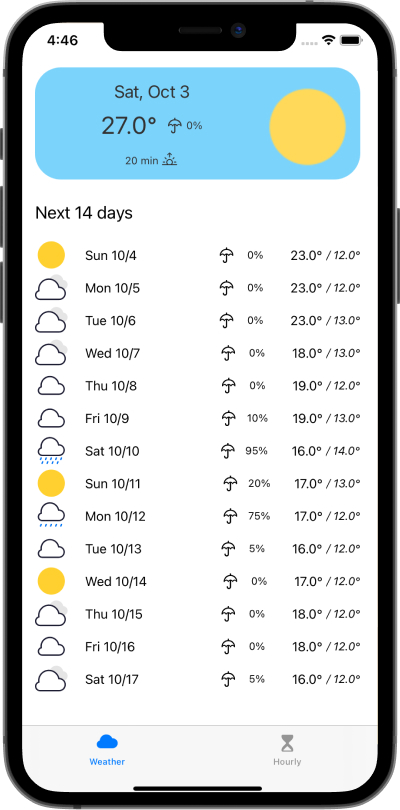 4:46
Sat, Oct 3
27.0° 0%
20 min
Next 14 days
Sun 10/4 0% 23.0° / 12.0°
Mon 10/5 0% 23.0° / 12.0°
Tue 10/6 0% 23.0° / 13.0°
Wed 10/7 0% 18.0° / 13.0°
Thu 10/8 0% 19.0° / 12.0°
Fri 10/9 10% 19.0° / 13.0°
Sat 10/10 95% 16.0° / 14.0°
Sun 10/11 20% 17.0° / 13.0°
Mon 10/12 75% 17.0° / 12.0°
Tue 10/13 5% 16.0° / 12.0°
Wed 10/14 0% 17.0° / 12.0°
Thu 10/15 0% 18.0° / 12.0°
Fri 10/16 0% 18.0° / 12.0°
Sat 10/17 5% 16.0° / 12.0°
Weather Hourly